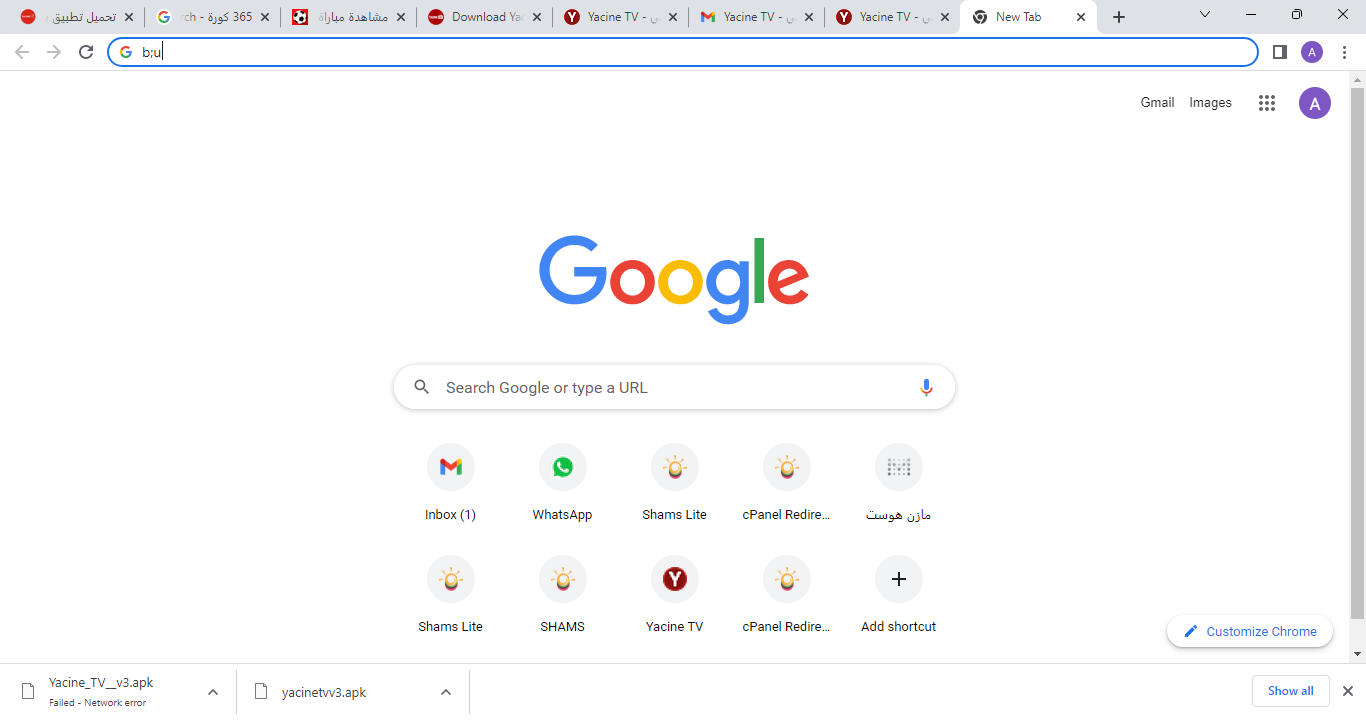 تحميل تطبيق
365 كورة - rch
مشاهدة مباراة
Download Yac
Yacine TV - ي
Yacine TV - ي
Yacine TV - ي
New Tab
b;u
A
Gmail
Images
A
Google
Search Google or type a URL
Inbox (1)
WhatsApp
Shams Lite
cPanel Redire...
مازن هوست
Shams Lite
SHAMS
Yacine TV
cPanel Redire...
Add shortcut
Customize Chrome
Yacine_TV__v3.apk
Failed - Network error
yacinetvv3.apk
Show all